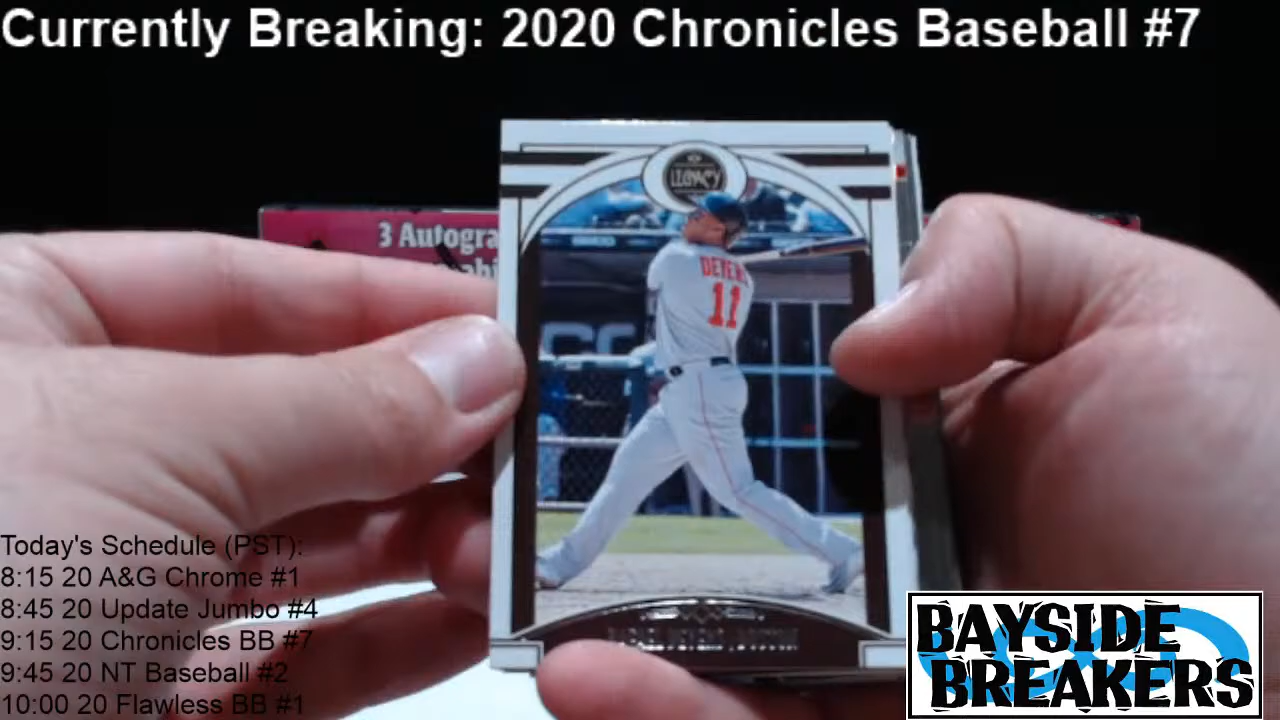 Currently Breaking: 2020 Chronicles Baseball #7
3 Autogra
LEGACY
DEVERS
11
Today's Schedule (PST):
8:15 20 A&G Chrome #1
8:45 20 Update Jumbo #4
9:15 20 Chronicles BB #7
9:45 20 NT Baseball #2
10:00 20 Flawless BB #1
BAYSIDE
BREAKERS